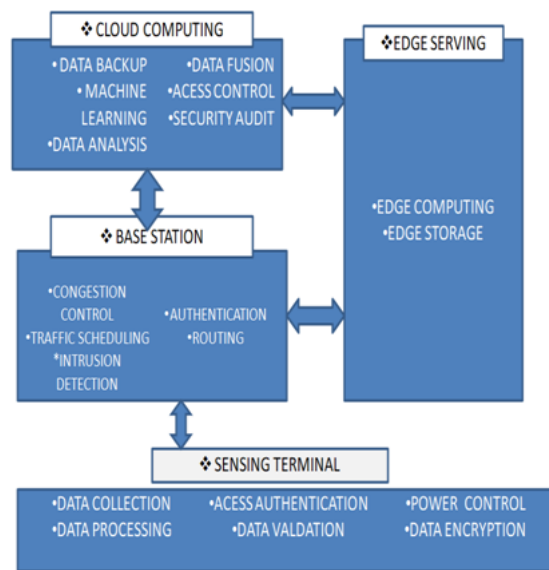 ❖ CLOUD COMPUTING
•DATA BACKUP
• MACHINE
LEARNING
•DATA ANALYSIS
•DATA FUSION
•ACESS CONTROL
•SECURITY AUDIT
❖EDGE SERVING
•EDGE COMPUTING
•EDGE STORAGE
❖ BASE STATION
•CONGESTION
CONTROL
•TRAFFIC SCHEDULING
*INTRUSION
DETECTION
•AUTHENTICATION
•ROUTING
❖ SENSING TERMINAL
•DATA COLLECTION
•DATA PROCESSING
•ACESS AUTHENTICATION
•DATA VALDATION
•POWER CONTROL
•DATA ENCRYPTION